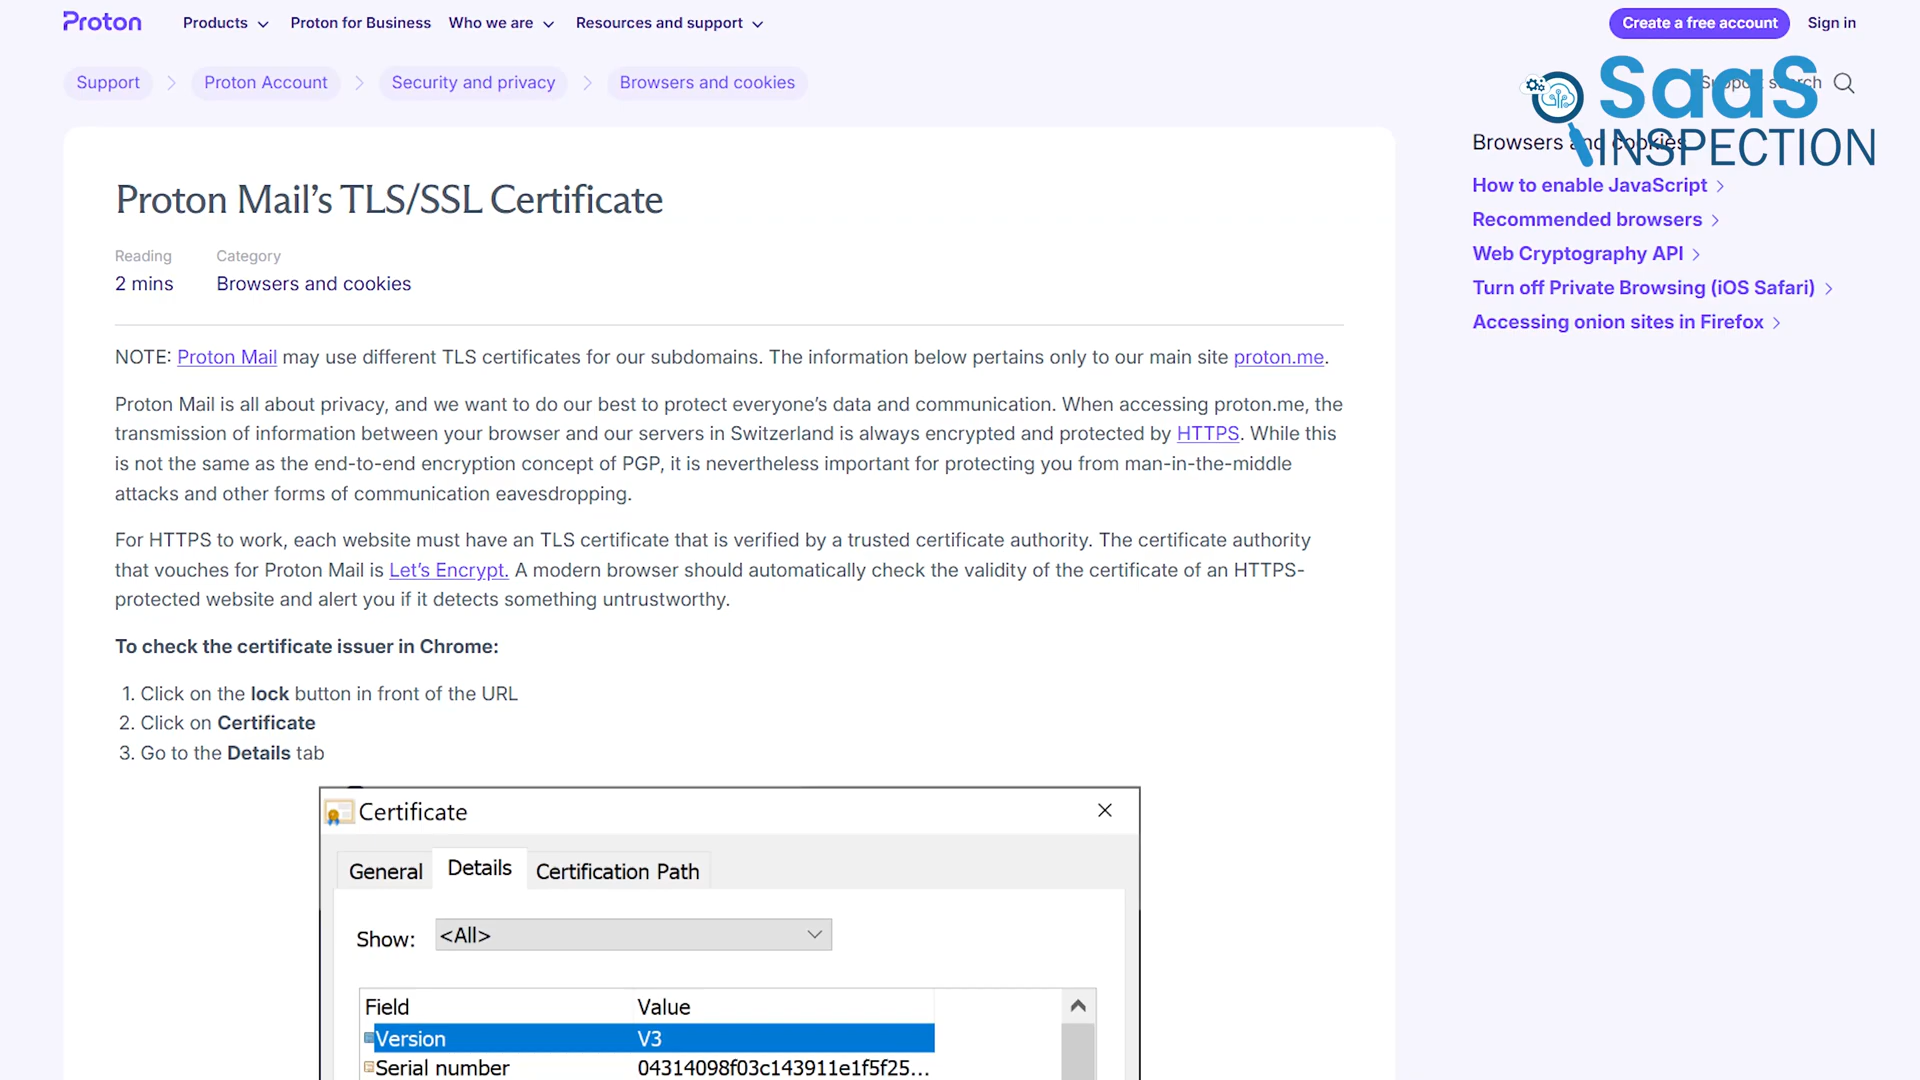 Proton
Products
Proton for Business
Who we are
Resources and support
Create a free account
Sign in
Support
Proton Account
Security and privacy
Browsers and cookies
Support search
SaaS
INSPECTION
Proton Mail’s TLS/SSL Certificate
Reading
2 mins
Category
Browsers and cookies
NOTE: Proton Mail may use different TLS certificates for our subdomains. The information below pertains only to our main site proton.me.
Proton Mail is all about privacy, and we want to do our best to protect everyone’s data and communication. When accessing proton.me, the
transmission of information between your browser and our servers in Switzerland is always encrypted and protected by HTTPS. While this
is not the same as the end-to-end encryption concept of PGP, it is nevertheless important for protecting you from man-in-the-middle
attacks and other forms of communication eavesdropping.
For HTTPS to work, each website must have an TLS certificate that is verified by a trusted certificate authority. The certificate authority
that vouches for Proton Mail is Let’s Encrypt. A modern browser should automatically check the validity of the certificate of an HTTPS-
protected website and alert you if it detects something untrustworthy.
To check the certificate issuer in Chrome:
1. Click on the lock button in front of the URL
2. Click on Certificate
3. Go to the Details tab
Certificate
General
Details
Certification Path
Show:
<All>
Field Value
Version V3
Serial number 04314098f03c143911e1f5f25...
Browsers and cookies
How to enable JavaScript
Recommended browsers
Web Cryptography API
Turn off Private Browsing (iOS Safari)
Accessing onion sites in Firefox